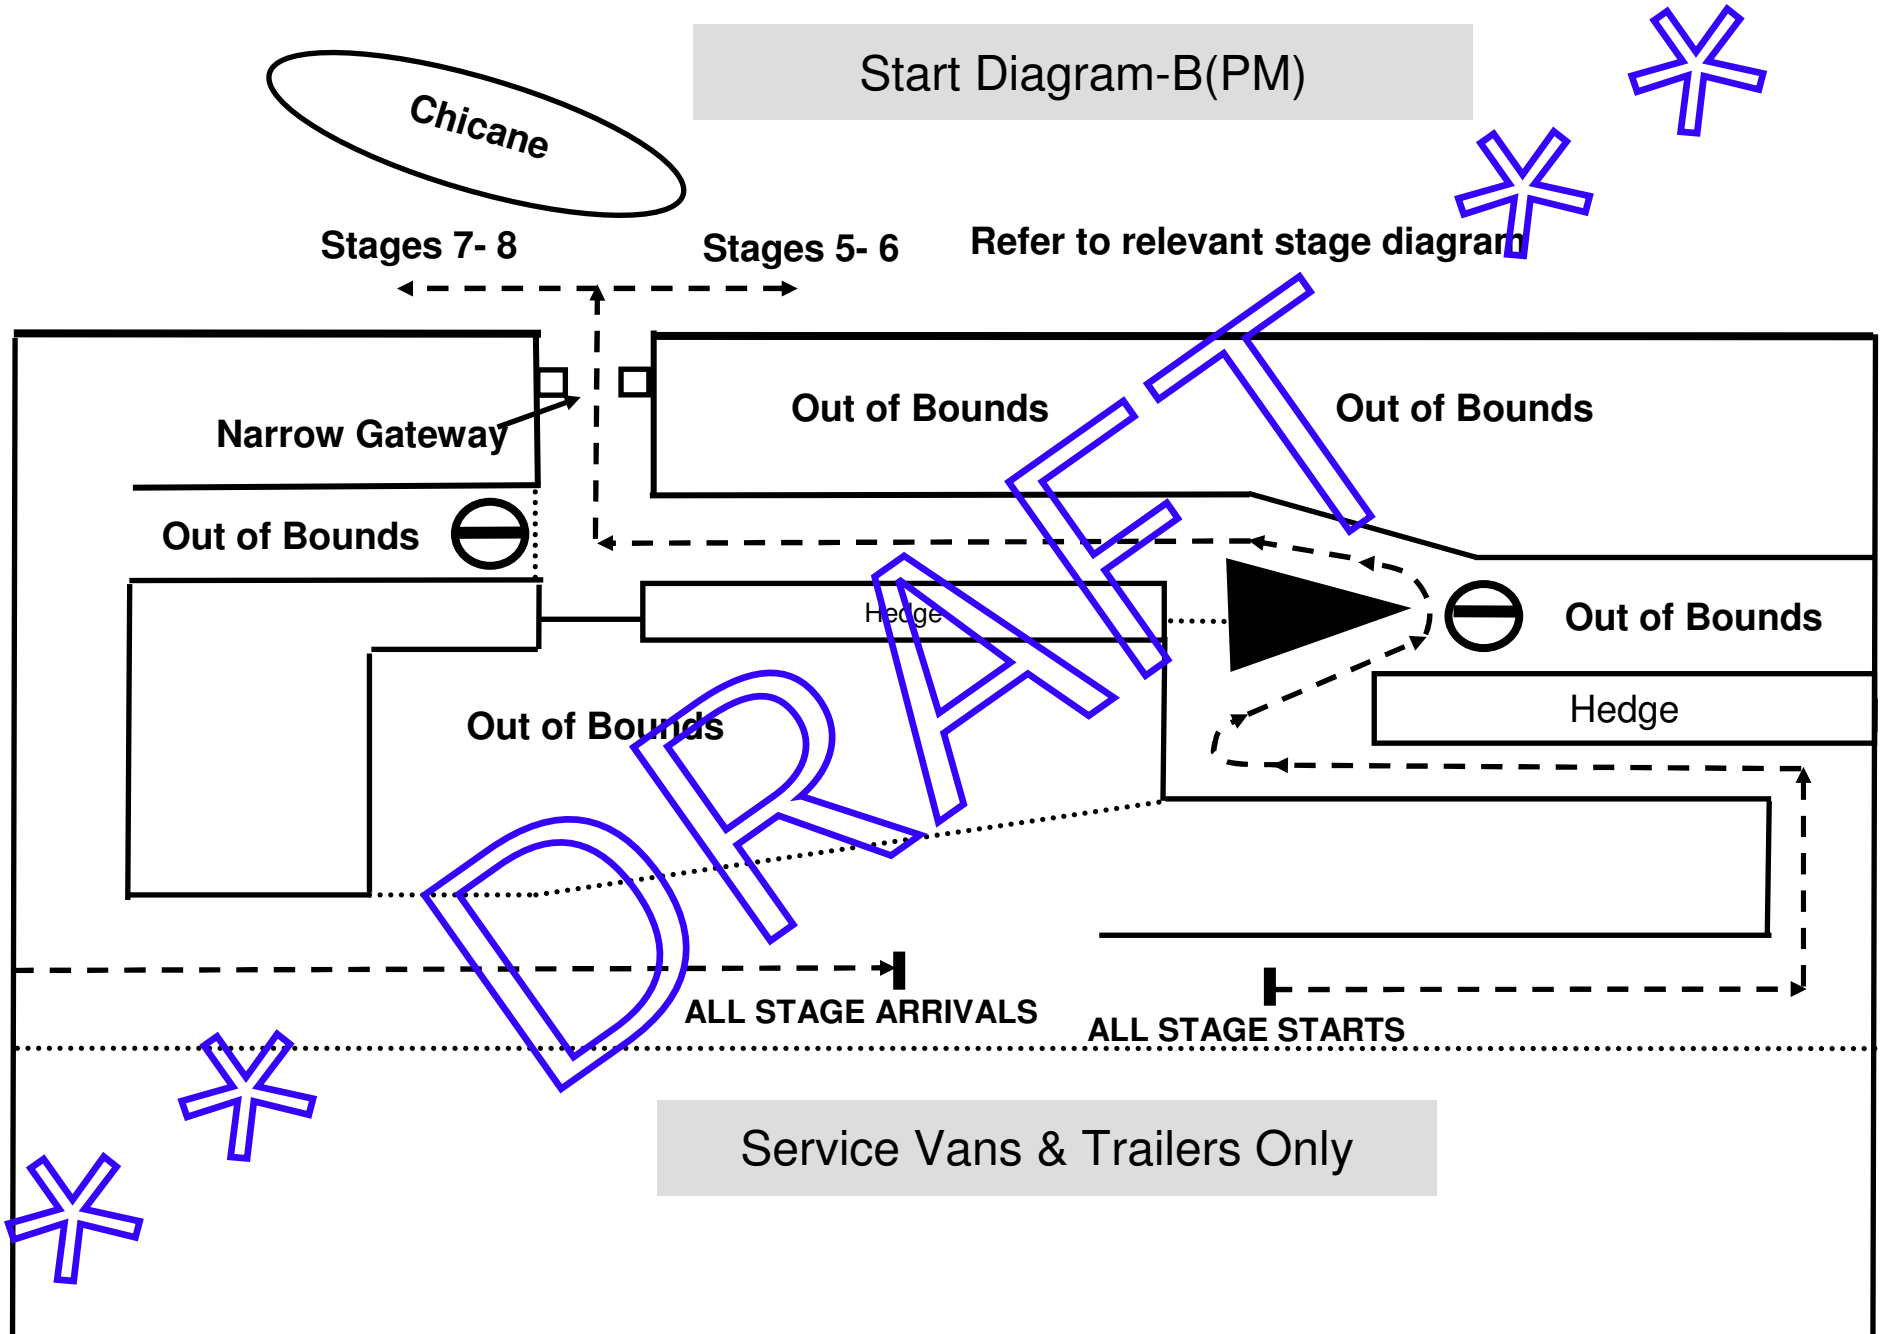 Start Diagram-B(PM)
Chicane
Stages 7- 8
Stages 5- 6
Refer to relevant stage diagram
Out of Bounds
Out of Bounds
Narrow Gateway
Out of Bounds
Hedge
Out of Bounds
Hedge
Out of Bounds
ALL STAGE ARRIVALS
ALL STAGE STARTS
Service Vans & Trailers Only
**DRAFT**